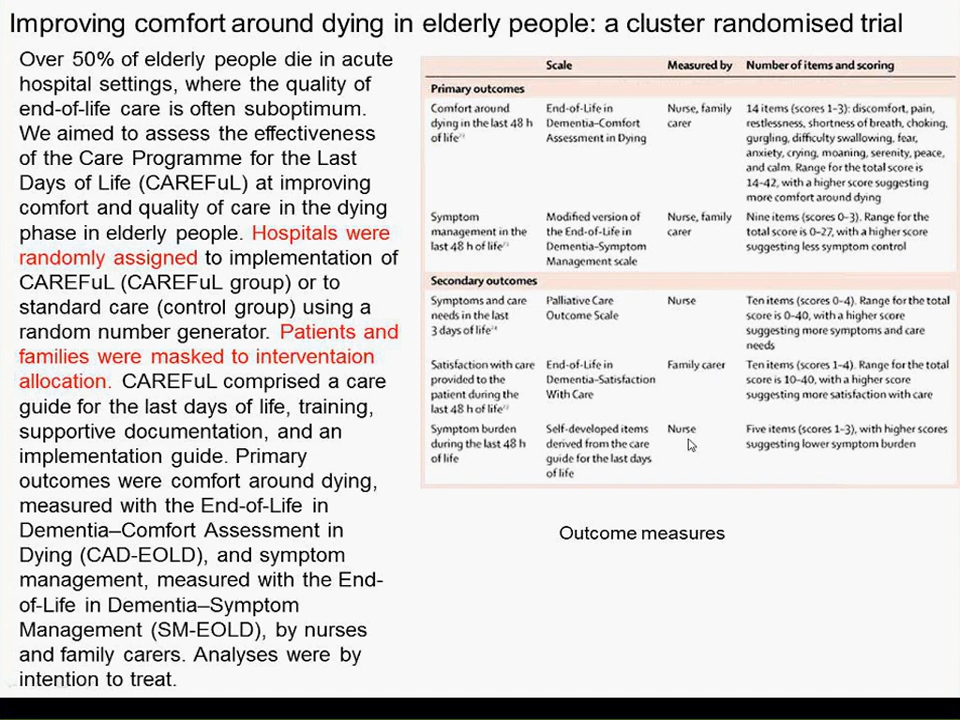 Improving comfort around dying in elderly people: a cluster randomised trial
Over 50% of elderly people die in acute
hospital settings, where the quality of
end-of-life care is often suboptimum.
We aimed to assess the effectiveness
of the Care Programme for the Last
Days of Life (CAREFuL) at improving
comfort and quality of care in the dying
phase in elderly people. Hospitals were
randomly assigned to implementation of
CAREFuL (CAREFuL group) or to
standard care (control group) using a
random number generator. Patients and
families were masked to interventaion
allocation. CAREFuL comprised a care
guide for the last days of life, training,
supportive documentation, and an
implementation guide. Primary
outcomes were comfort around dying,
measured with the End-of-Life in
Dementia–Comfort Assessment in
Dying (CAD-EOLD), and symptom
management, measured with the End-
of-Life in Dementia–Symptom
Management (SM-EOLD), by nurses
and family carers. Analyses were by
intention to treat.
Scale Measured by Number of items and scoring
Primary outcomes
Comfort around End-of-Life in Nurse, family 14 items (scores 1–3): discomfort, pain,
dying in the last 48 h Dementia–Comfort carer restlessness, shortness of breath, choking,
of life Assessment in Dying gurgling, difficulty swallowing, fear,
anxiety, crying, moaning, serenity, peace,
and calm. Range for the total score is
14–42, with a higher score suggesting
more comfort around dying
Symptom Modified version of Nurse, family Nine items (scores 0–3). Range for the
management in the the End-of-Life in carer total score is 0–27, with a higher score
last 48 h of life Dementia–Symptom suggesting less symptom control
Management scale
Secondary outcomes
Symptoms and care Palliative Care Nurse Ten items (scores 0–4). Range for the total
needs in the last Outcome Scale score is 0–40, with a higher score
3 days of life suggesting more symptoms and care
needs
Satisfaction with care End-of-Life in Family carer Ten items (scores 1–4). Range for the total
provided to the Dementia–Satisfaction score is 10–40, with a higher score
patient during the With Care suggesting more satisfaction with care
last 48 h of life
Symptom burden Self-developed items Nurse Five items (scores 1–3), with higher scores
during the last 48 h derived from the care suggesting lower symptom burden
of life guide for the last days
of life
Outcome measures